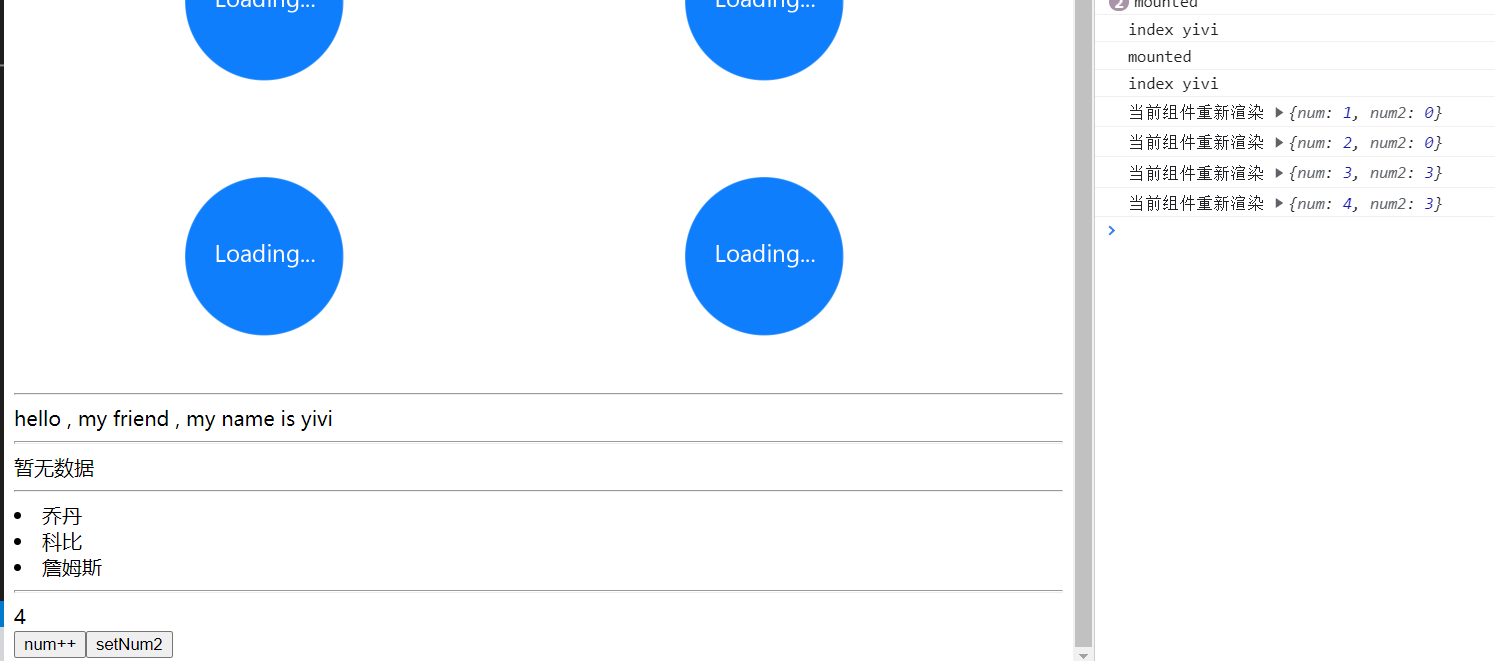 Loading...
Loading...
Loading...
Loading...
hello , my friend , my name is yivi
暂无数据
乔丹
科比
詹姆斯
4
num++ setNum2
2 mounted
index yivi
mounted
index yivi
当前组件重新渲染 {num: 1, num2: 0}
当前组件重新渲染 {num: 2, num2: 0}
当前组件重新渲染 {num: 3, num2: 3}
当前组件重新渲染 {num: 4, num2: 3}